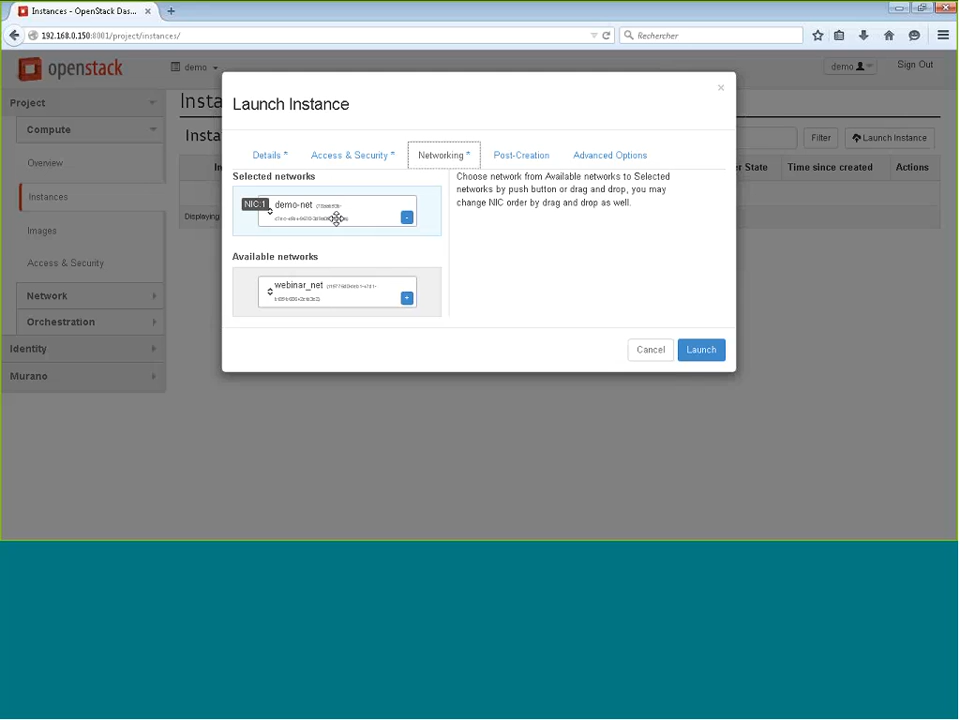 Instances - OpenStack Das...
192.168.0.150:8001/project/instances/
Rechercher
openstack
demo
demo
Sign Out
Project
Compute
Overview
Instances
Images
Access & Security
Network
Orchestration
Identity
Murano
Insta
Insta
Filter
Launch Instance
In
er State
Time since created
Actions
Displaying
Launch Instance
×
Details *
Access & Security *
Networking *
Post-Creation
Advanced Options
Selected networks
NIC:1
demo-net
-
Available networks
webinar_net
+
Choose network from Available networks to Selected
networks by push button or drag and drop, you may
change NIC order by drag and drop as well.
Cancel
Launch